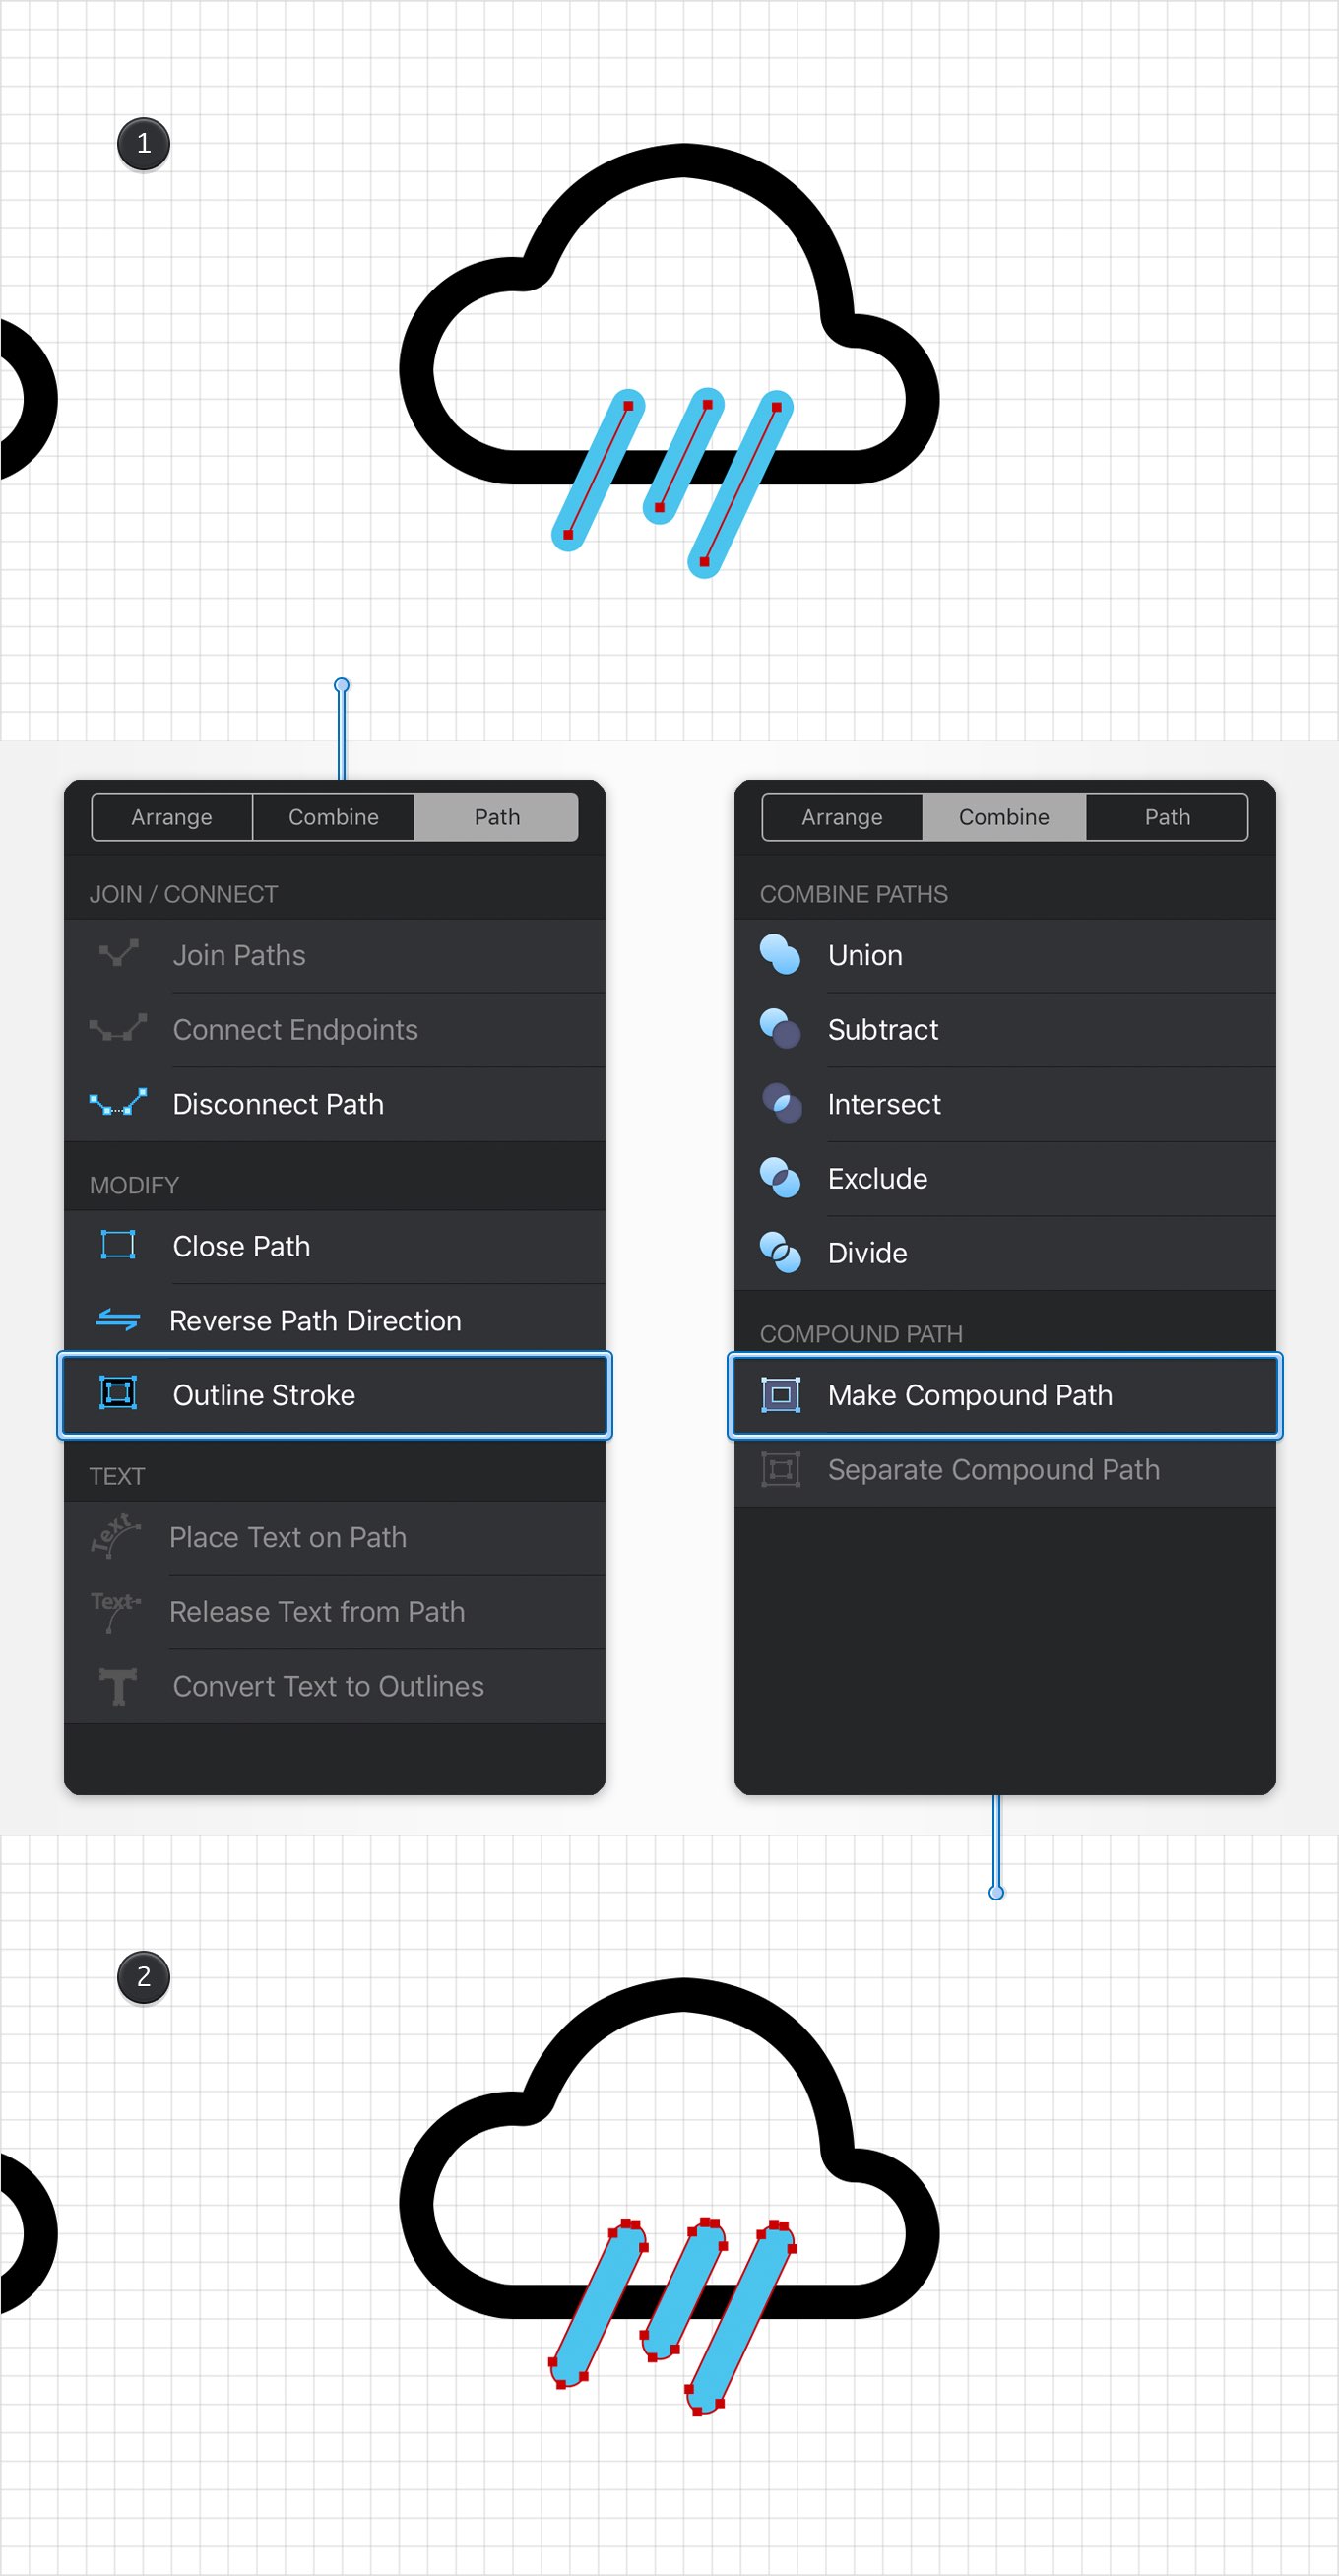 1
Arrange Combine Path
JOIN / CONNECT
Join Paths
Connect Endpoints
Disconnect Path
MODIFY
Close Path
Reverse Path Direction
Outline Stroke
TEXT
Text
Place Text on Path
Text
Release Text from Path
T
Convert Text to Outlines
Arrange Combine Path
COMBINE PATHS
Union
Subtract
Intersect
Exclude
Divide
COMPOUND PATH
Make Compound Path
Separate Compound Path
2